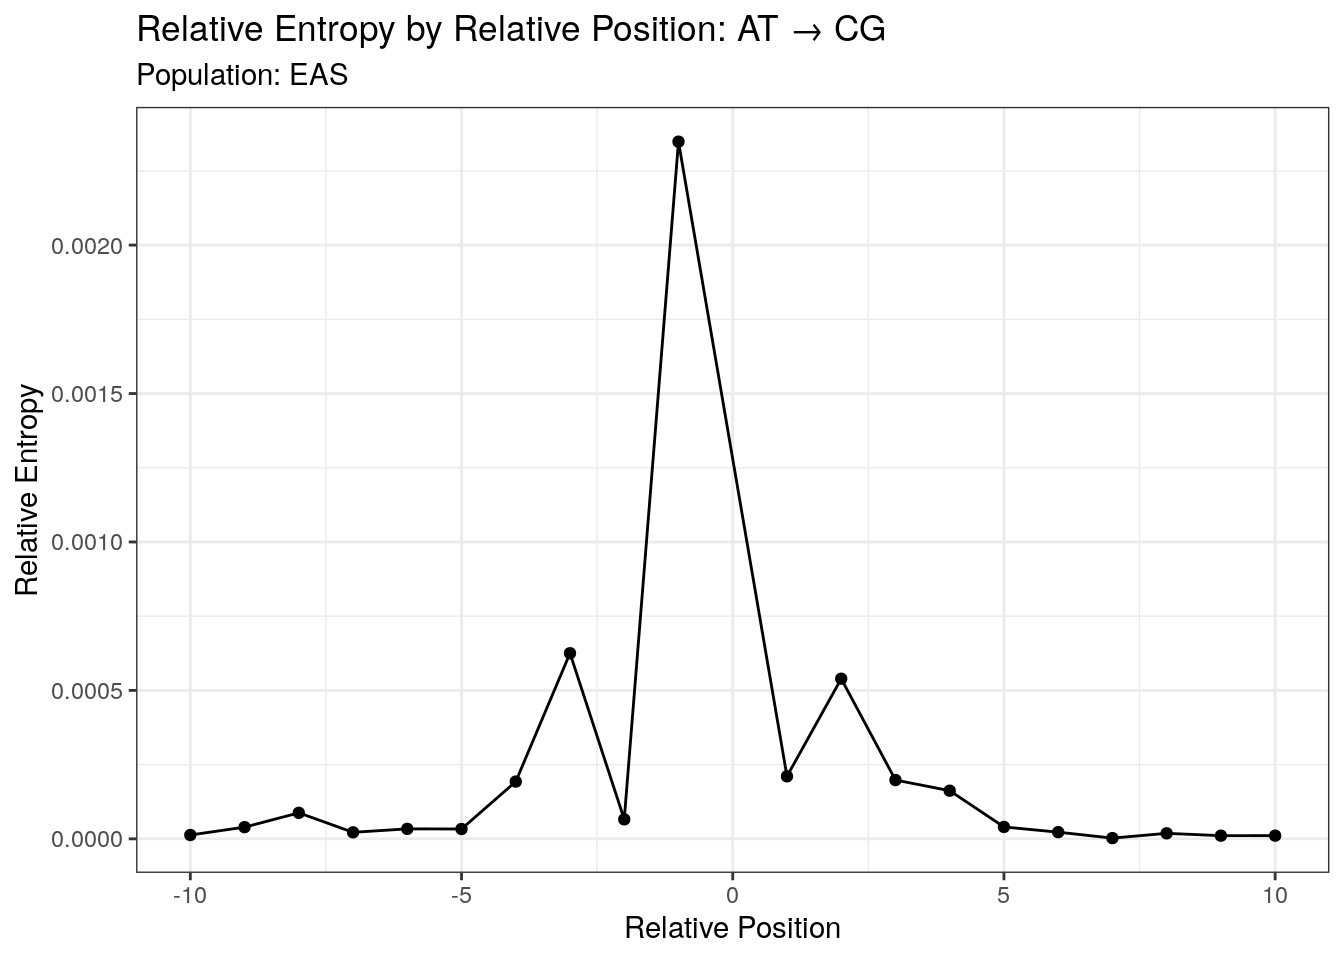 Relative Entropy by Relative Position: AT → CG
Population: EAS
Relative Entropy
0.0020
0.0015
0.0010
0.0005
0.0000
-10 -5 0 5 10
Relative Position